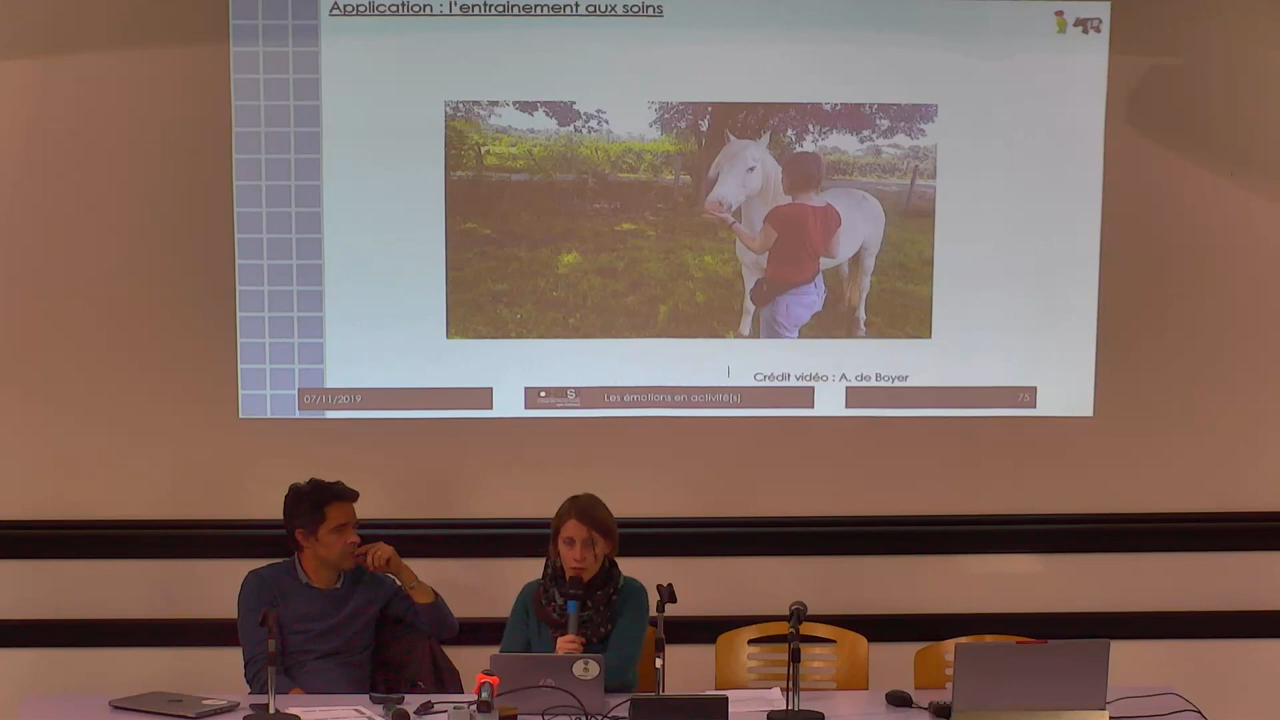 Application : l'entrainement aux soins
Crédit vidéo : A. de Boyer
07/11/2019
Les émotions en activité(s)
75